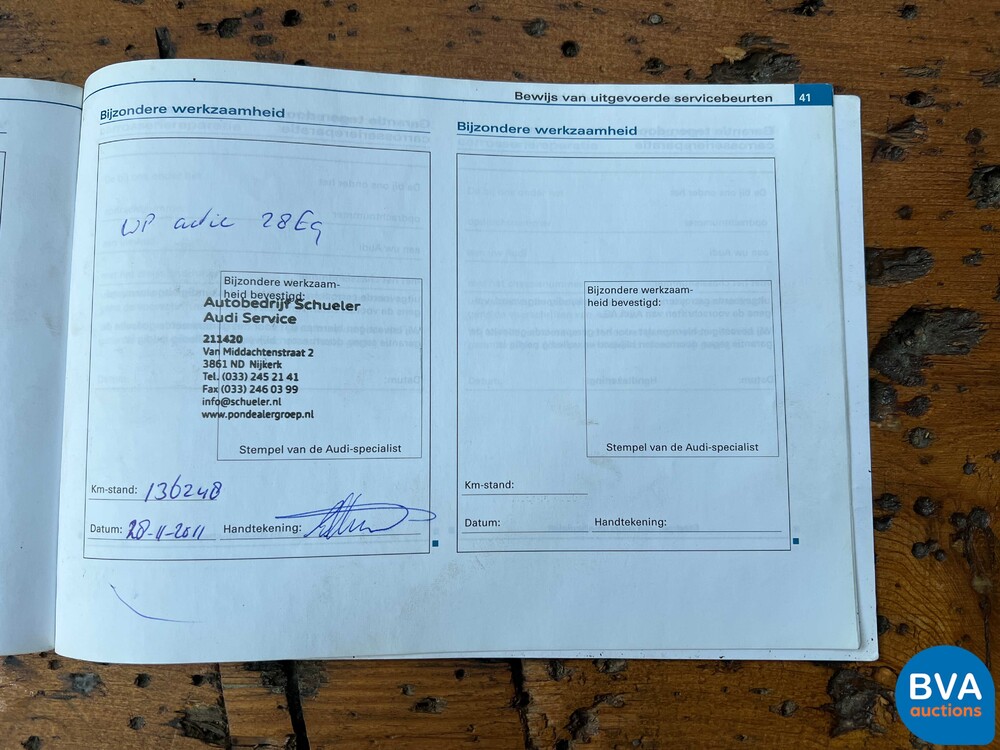 Bewijs van uitgevoerde servicebeurten 41
Bijzondere werkzaamheid
WP actie 28Eg
Bijzondere werkzaam-
heid bevestigd:
Autobedrijf Schueler
Audi Service
211420
Van Middachtenstraat 2
3861 ND Nijkerk
Tel. (033) 245 21 41
Fax (033) 246 03 99
info@schueler.nl
www.pondealergroep.nl
Stempel van de Audi-specialist
Km-stand: 136248
Datum: 28-11-2011 Handtekening:
Bijzondere werkzaamheid
Bijzondere werkzaam-
heid bevestigd:
Stempel van de Audi-specialist
Km-stand:
Datum: Handtekening:
BVA
auctions